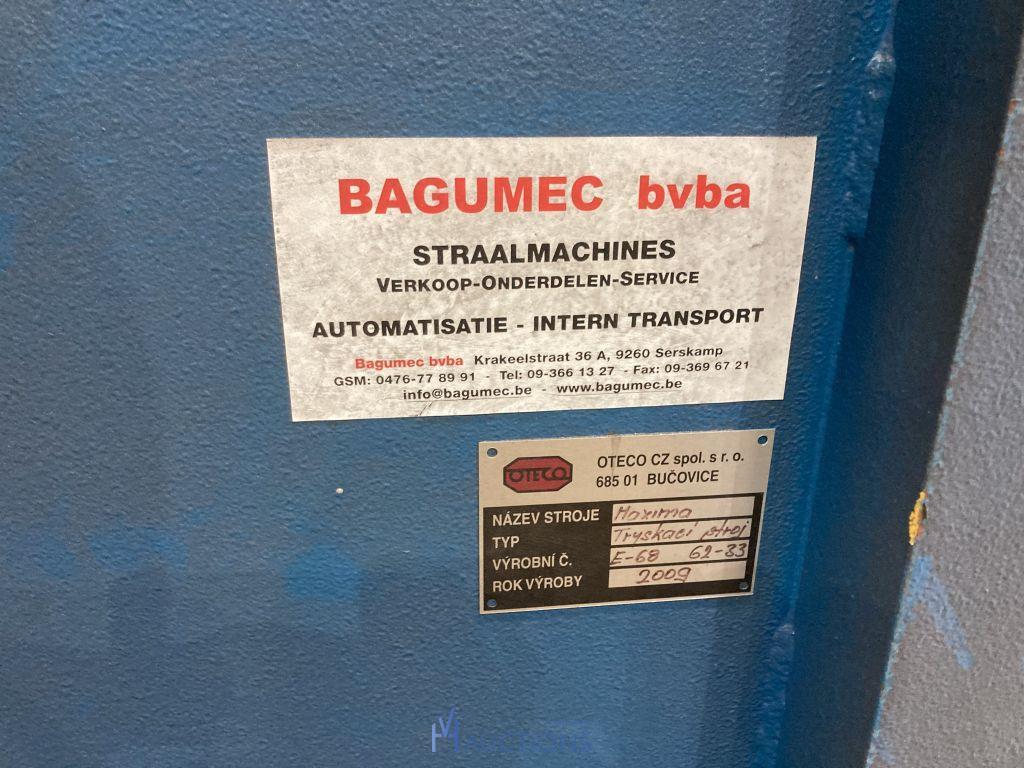 BAGUMEC bvba
STRAALMACHINES
VERKOOP-ONDERDELEN-SERVICE
AUTOMATISATIE - INTERN TRANSPORT
Bagumec bvba Krakeelstraat 36 A, 9260 Serskamp
GSM: 0476-77 89 91 - Tel: 09-366 13 27 - Fax: 09-369 67 21
info@bagumec.be - www.bagumec.be
OTECO
OTECO CZ spol. s r. o.
685 01 BUČOVICE
NÁZEV STROJE Maxima
TYP Tryskací stroj
VÝROBNÍ Č. E-68 62-33
ROK VÝROBY 2009
AUCTIONS